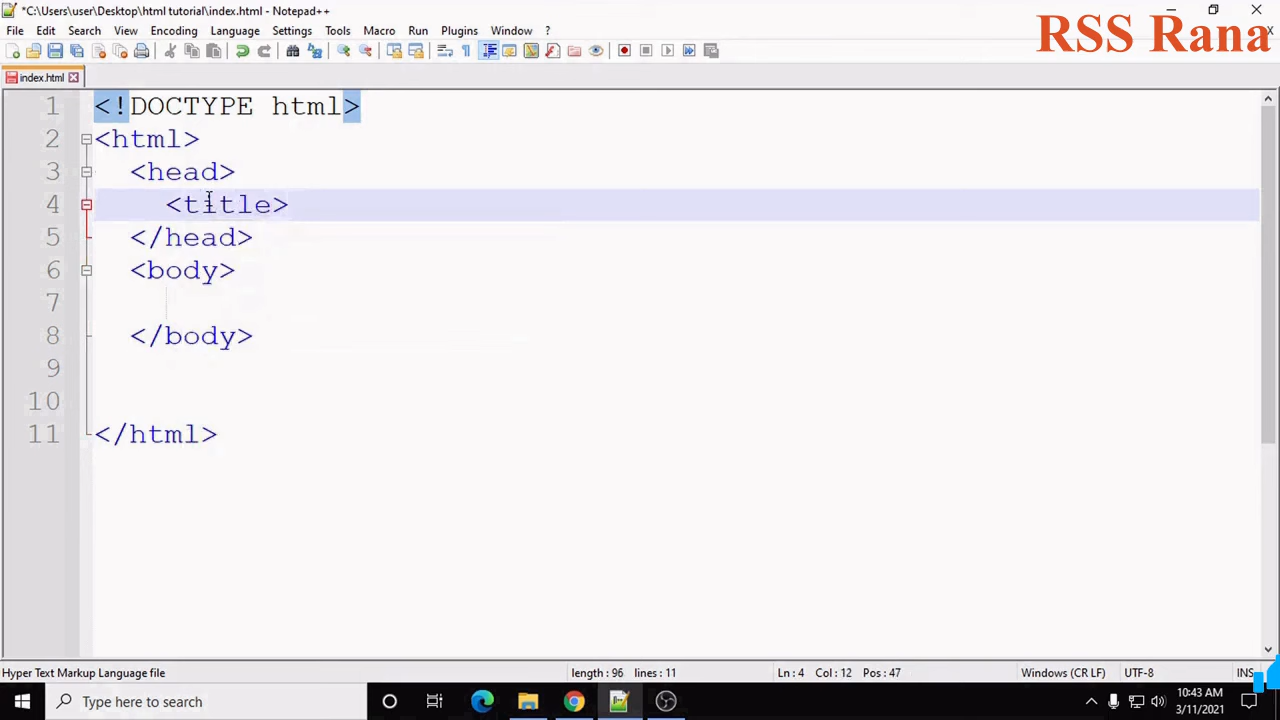 *C:\Users\user\Desktop\html tutorial\index.html - Notepad++
RSS Rana
File Edit Search View Encoding Language Settings Tools Macro Run Plugins Window ?
index.html
1 <!DOCTYPE html>
2 <html>
3 <head>
4 <title>
5 </head>
6 <body>
7
8 </body>
9
10
11 </html>
Hyper Text Markup Language file length : 96 lines : 11 Ln : 4 Col : 12 Pos : 47 Windows (CR LF) UTF-8 INS
Type here to search
10:43 AM
3/11/2021